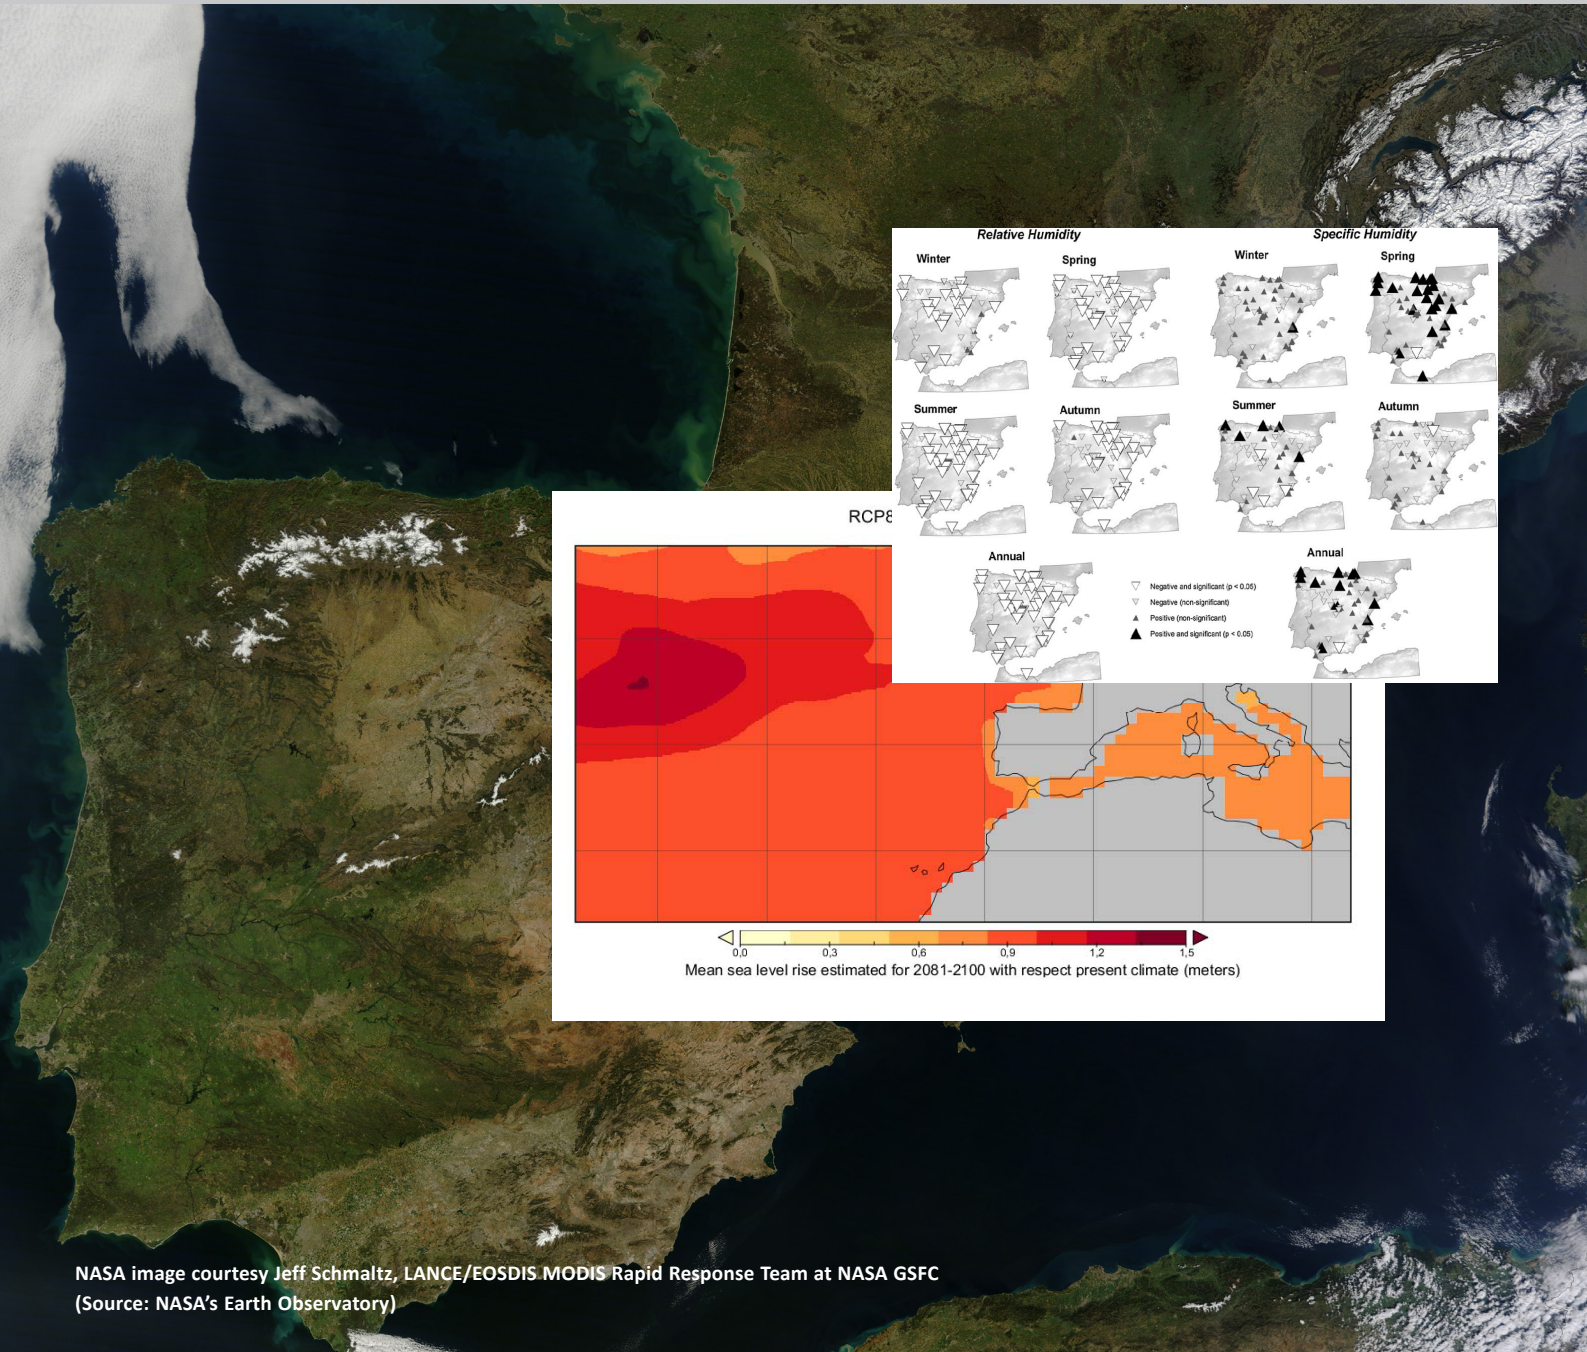 Relative Humidity
Specific Humidity
Winter
Spring
Winter
Spring
Summer
Autumn
Summer
Autumn
Annual
Annual
Negative and significant (p < 0.05)
Negative (non-significant)
Positive (non-significant)
Positive and significant (p < 0.05)
RCP8
0,0
0,3
0,6
0,9
1,2
1,5
Mean sea level rise estimated for 2081-2100 with respect present climate (meters)
NASA image courtesy Jeff Schmaltz, LANCE/EOSDIS MODIS Rapid Response Team at NASA GSFC
(Source: NASA's Earth Observatory)